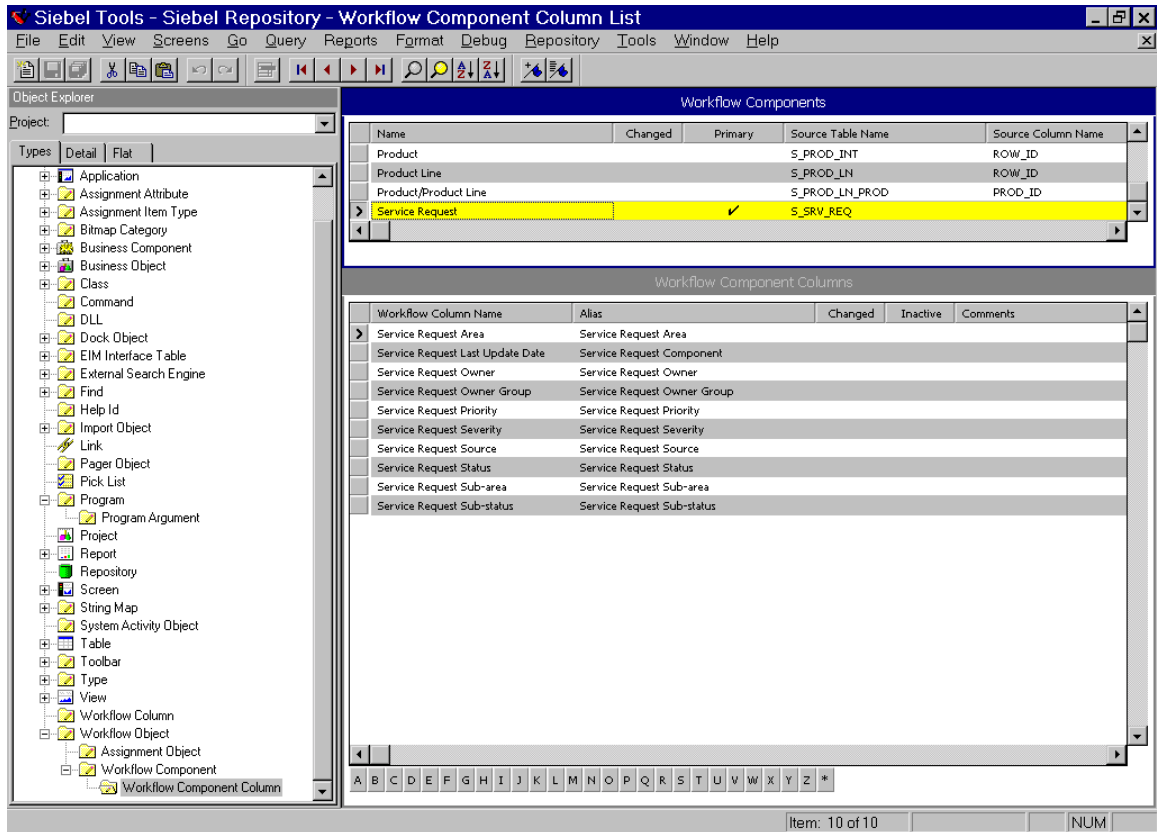 Siebel Tools - Siebel Repository - Workflow Component Column List
File Edit View Screens Go Query Reports Format Debug Repository Tools Window Help
Object Explorer
Project:
Types Detail Flat
Application
Assignment Attribute
Assignment Item Type
Bitmap Category
Business Component
Business Object
Class
Command
DLL
Dock Object
EIM Interface Table
External Search Engine
Find
Help Id
Import Object
Link
Pager Object
Pick List
Program
Program Argument
Project
Report
Repository
Screen
String Map
System Activity Object
Table
Toolbar
Type
View
Workflow Column
Workflow Object
Assignment Object
Workflow Component
Workflow Component Column
Workflow Components
Name Changed Primary Source Table Name Source Column Name
Product S_PROD_INT ROW_ID
Product Line S_PROD_LN ROW_ID
Product/Product Line S_PROD_LN_PROD PROD_ID
Service Request ✔ S_SRV_REQ
Workflow Component Columns
Workflow Column Name Alias Changed Inactive Comments
Service Request Area Service Request Area
Service Request Last Update Date Service Request Component
Service Request Owner Service Request Owner
Service Request Owner Group Service Request Owner Group
Service Request Priority Service Request Priority
Service Request Severity Service Request Severity
Service Request Source Service Request Source
Service Request Status Service Request Status
Service Request Sub-area Service Request Sub-area
Service Request Sub-status Service Request Sub-status
A B C D E F G H I J K L M N O P Q R S T U V W X Y Z *
Item: 10 of 10 NUM